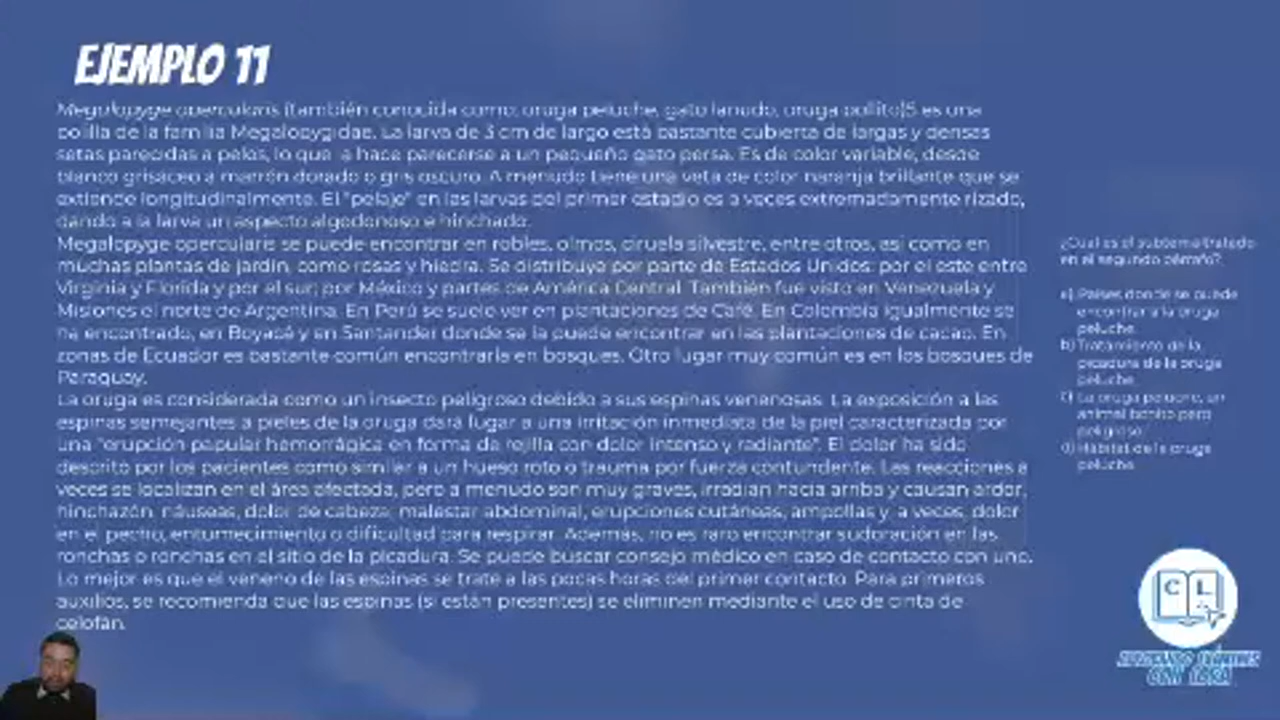 EJEMPLO 11
Megalopyge opercularis (también conocida como: oruga peluche, gato lanudo, oruga pollito)5 es una
polilla de la familia Megalopygidae. La larva de 3 cm de largo está bastante cubierta de largas y densas
setas parecidas a pelos, lo que la hace parecerse a un pequeño gato persa. Es de color variable, desde
blanco grisáceo a marrón dorado o gris oscuro. A menudo tiene una veta de color naranja brillante que se
extiende longitudinalmente. El "pelaje" en las larvas del primer estadio es a veces extremadamente rizado,
dando a la larva un aspecto algodonoso e hinchado.
Megalopyge opercularis se puede encontrar en robles, olmos, ciruela silvestre, entre otros, así como en
muchas plantas de jardín, como rosas y hiedra. Se distribuye por parte de Estados Unidos: por el este entre
Virginia y Florida y por el sur; por México y partes de América Central. También fue visto en Venezuela y
Misiones el norte de Argentina. En Perú se suele ver en plantaciones de Café. En Colombia igualmente se
ha encontrado, en Boyacá y en Santander donde se la puede encontrar en las plantaciones de cacao. En
zonas de Ecuador es bastante común encontrarla en bosques. Otro lugar muy común es en los bosques de
Paraguay.
La oruga es considerada como un insecto peligroso debido a sus espinas venenosas. La exposición a las
espinas semejantes a pieles de la oruga dará lugar a una irritación inmediata de la piel caracterizada por
una "erupción papular hemorrágica en forma de rejilla con dolor intenso y radiante". El dolor ha sido
descrito por los pacientes como similar a un hueso roto o trauma por fuerza contundente. Las reacciones a
veces se localizan en el área afectada, pero a menudo son muy graves, irradian hacia arriba y causan ardor,
hinchazón, náuseas, dolor de cabeza, malestar abdominal, erupciones cutáneas, ampollas y, a veces, dolor
en el pecho, entumecimiento o dificultad para respirar. Además, no es raro encontrar sudoración en las
ronchas o ronchas en el sitio de la picadura. Se puede buscar consejo médico en caso de contacto con uno.
Lo mejor es que el veneno de las espinas se trate a las pocas horas del primer contacto. Para primeros
auxilios, se recomienda que las espinas (si están presentes) se eliminen mediante el uso de cinta de
celofán.
¿Cuál es el subtema tratado
en el segundo párrafo?
a) Países donde se puede
encontrar a la oruga
peluche.
b) Tratamiento de la
picadura de la oruga
peluche.
c) La oruga peluche, un
animal bonito pero
peligroso.
d) Hábitat de la oruga
peluche.
C L
CON